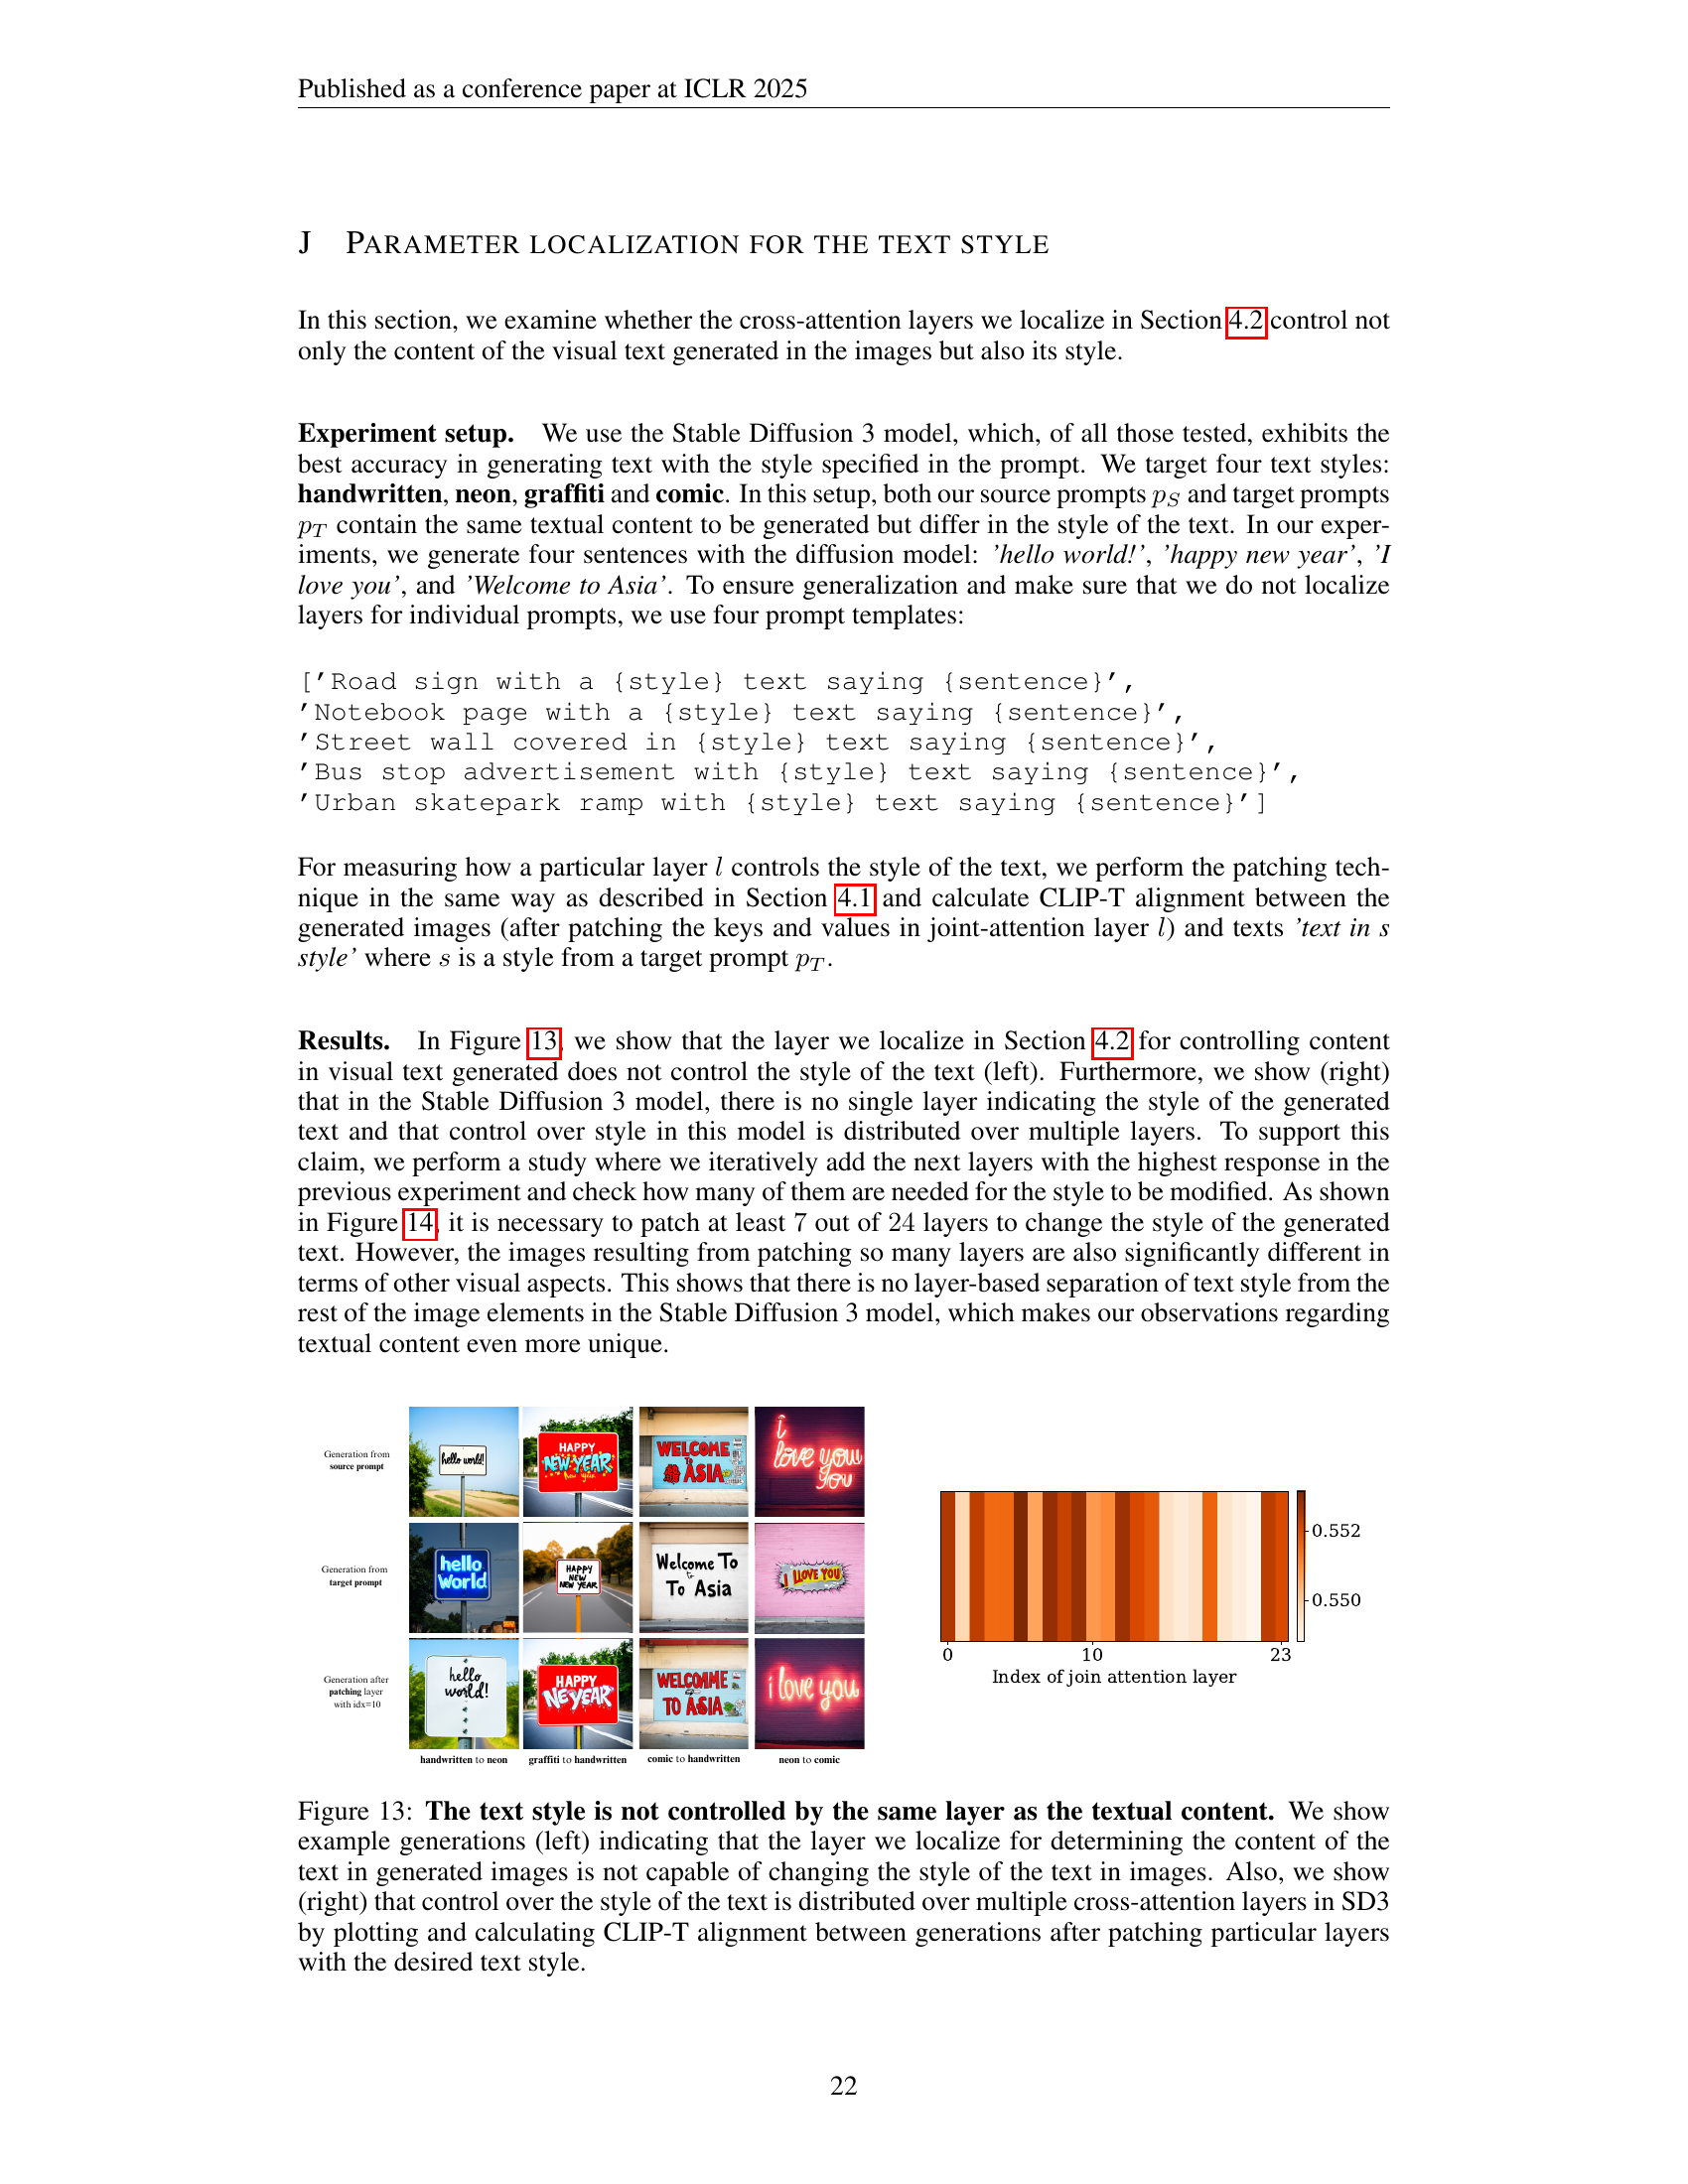 Published as a conference paper at ICLR 2025
J PARAMETER LOCALIZATION FOR THE TEXT STYLE
In this section, we examine whether the cross-attention layers we localize in Section 4.2 control not
only the content of the visual text generated in the images but also its style.
Experiment setup. We use the Stable Diffusion 3 model, which, of all those tested, exhibits the
best accuracy in generating text with the style specified in the prompt. We target four text styles:
handwritten, neon, graffiti and comic. In this setup, both our source prompts p_S and target prompts
p_T contain the same textual content to be generated but differ in the style of the text. In our exper-
iments, we generate four sentences with the diffusion model: ’hello world!’, ’happy new year’, ’I
love you’, and ’Welcome to Asia’. To ensure generalization and make sure that we do not localize
layers for individual prompts, we use four prompt templates:
[’Road sign with a {style} text saying {sentence}’,
’Notebook page with a {style} text saying {sentence}’,
’Street wall covered in {style} text saying {sentence}’,
’Bus stop advertisement with {style} text saying {sentence}’,
’Urban skatepark ramp with {style} text saying {sentence}’]
For measuring how a particular layer l controls the style of the text, we perform the patching tech-
nique in the same way as described in Section 4.1 and calculate CLIP-T alignment between the
generated images (after patching the keys and values in joint-attention layer l) and texts ’text in s
style’ where s is a style from a target prompt p_T.
Results. In Figure 13, we show that the layer we localize in Section 4.2 for controlling content
in visual text generated does not control the style of the text (left). Furthermore, we show (right)
that in the Stable Diffusion 3 model, there is no single layer indicating the style of the generated
text and that control over style in this model is distributed over multiple layers. To support this
claim, we perform a study where we iteratively add the next layers with the highest response in the
previous experiment and check how many of them are needed for the style to be modified. As shown
in Figure 14, it is necessary to patch at least 7 out of 24 layers to change the style of the generated
text. However, the images resulting from patching so many layers are also significantly different in
terms of other visual aspects. This shows that there is no layer-based separation of text style from the
rest of the image elements in the Stable Diffusion 3 model, which makes our observations regarding
textual content even more unique.
Generation from
source prompt
hello world!
HAPPY
NEW YEAR
New year
WELCOME
TO
ASIA
i
love you
you
Generation from
target prompt
hello
world
HAPPY
NEW
NEW YEAR
Welcome To
to
To Asia
I LLOVE YOU
Generation after
patching layer
with idx=10
hello
world!
HAPPY
NEYEAR
WELCOMME
TO ASIA
i love you
handwritten to neon
graffiti to handwritten
comic to handwritten
neon to comic
0.552
0.550
0 10 23
Index of join attention layer
Figure 13: The text style is not controlled by the same layer as the textual content. We show
example generations (left) indicating that the layer we localize for determining the content of the
text in generated images is not capable of changing the style of the text in images. Also, we show
(right) that control over the style of the text is distributed over multiple cross-attention layers in SD3
by plotting and calculating CLIP-T alignment between generations after patching particular layers
with the desired text style.
22